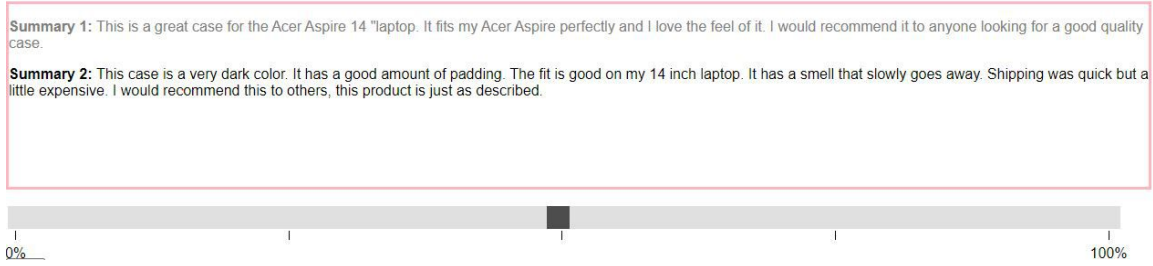 Summary 1: This is a great case for the Acer Aspire 14 "laptop. It fits my Acer Aspire perfectly and I love the feel of it. I would recommend it to anyone looking for a good quality
case.
Summary 2: This case is a very dark color. It has a good amount of padding. The fit is good on my 14 inch laptop. It has a smell that slowly goes away. Shipping was quick but a
little expensive. I would recommend this to others, this product is just as described.
0% 100%